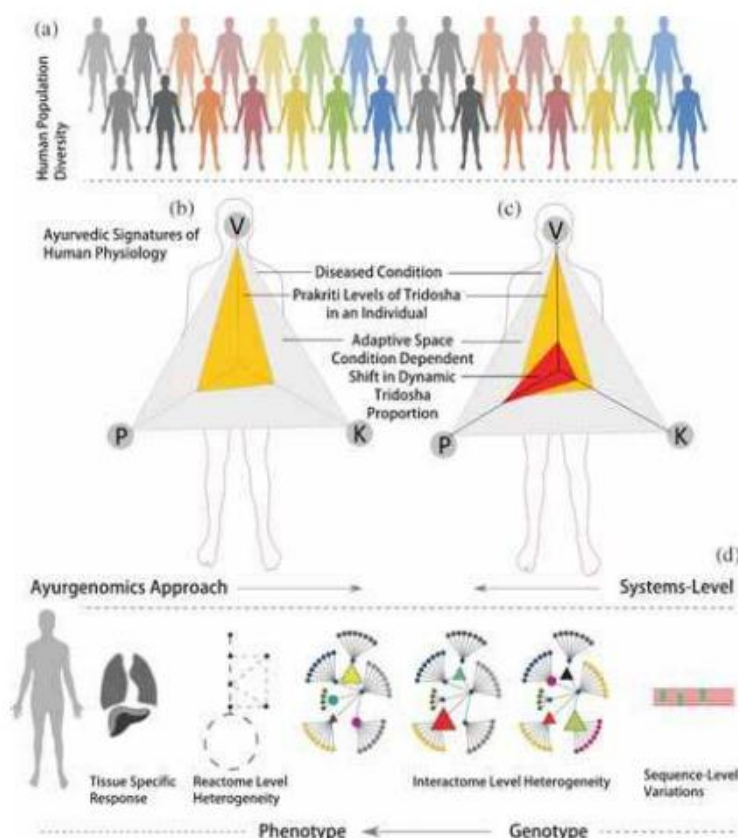 (a)
Human Population
Diversity
(b)
(c)
Ayurvedic Signatures of
Human Physiology
V
V
Diseased Condition
Prakriti Levels of Tridosha
in an Individual
Adaptive Space
Condition Dependent
Shift in Dynamic
Tridosha
Proportion
P
K
P
K
(d)
Ayurgenomics Approach
Systems-Level
Tissue Specific
Response
Reactome Level
Heterogeneity
Interactome Level Heterogeneity
Sequence-Level
Variations
Phenotype
Genotype